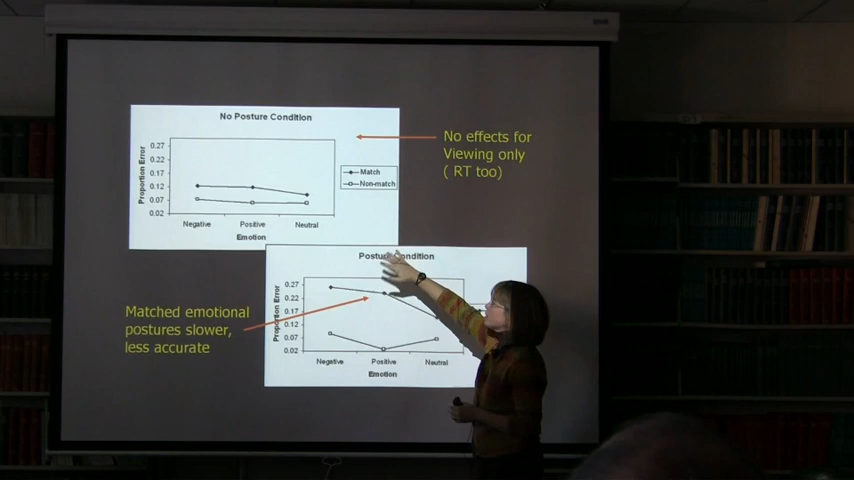 No Posture Condition
Proportion Error
0.27
0.22
0.17
0.12
0.07
0.02
Negative
Positive
Neutral
Emotion
Match
Non-match
No effects for
Viewing only
( RT too)
Condition
Proportion Error
0.27
0.22
0.17
0.12
0.07
0.02
Negative
Positive
Neutral
Emotion
Matched emotional
postures slower,
less accurate